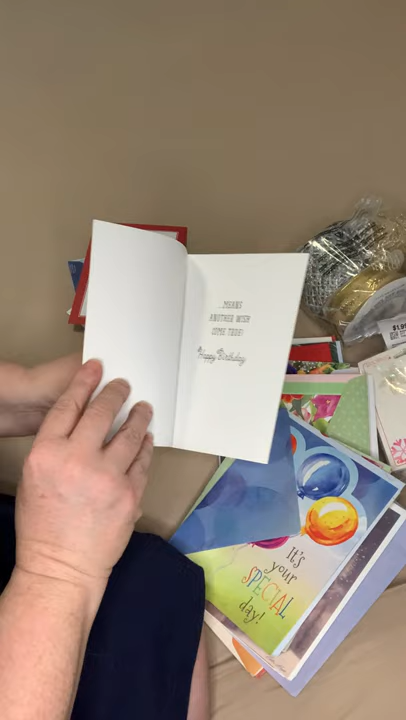 ...MEANS
ANOTHER WISH
COME TRUE!
Happy Birthday
it's
your
SPECIAL
day!